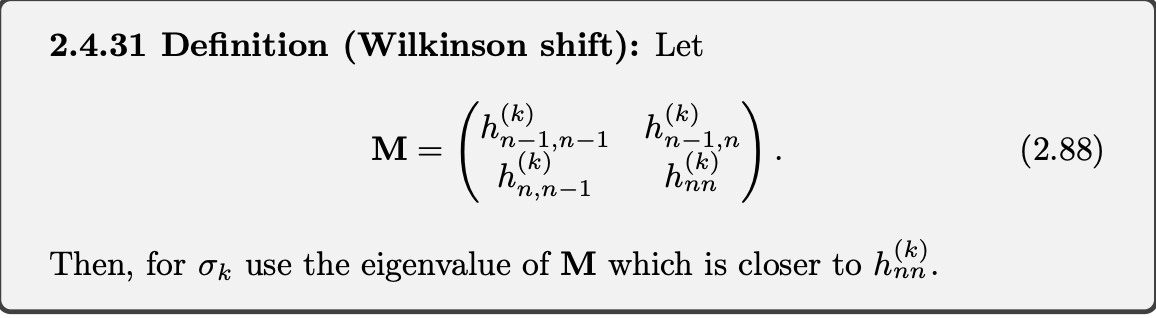 2.4.31 Definition (Wilkinson shift): Let
$$\mathbf{M} = \begin{pmatrix} h_{n-1,n-1}^{(k)} & h_{n-1,n}^{(k)} \\ h_{n,n-1}^{(k)} & h_{nn}^{(k)} \end{pmatrix}. \quad (2.88)$$
Then, for $\sigma_k$ use the eigenvalue of $\mathbf{M}$ which is closer to $h_{nn}^{(k)}$.